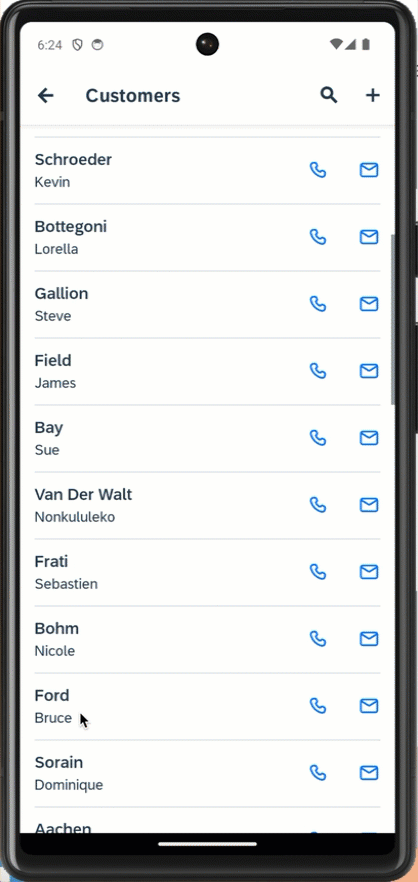 6:24
Customers
Schroeder
Kevin
Bottegoni
Lorella
Gallion
Steve
Field
James
Bay
Sue
Van Der Walt
Nonkululeko
Frati
Sebastien
Bohm
Nicole
Ford
Bruce
Sorain
Dominique
Aachen